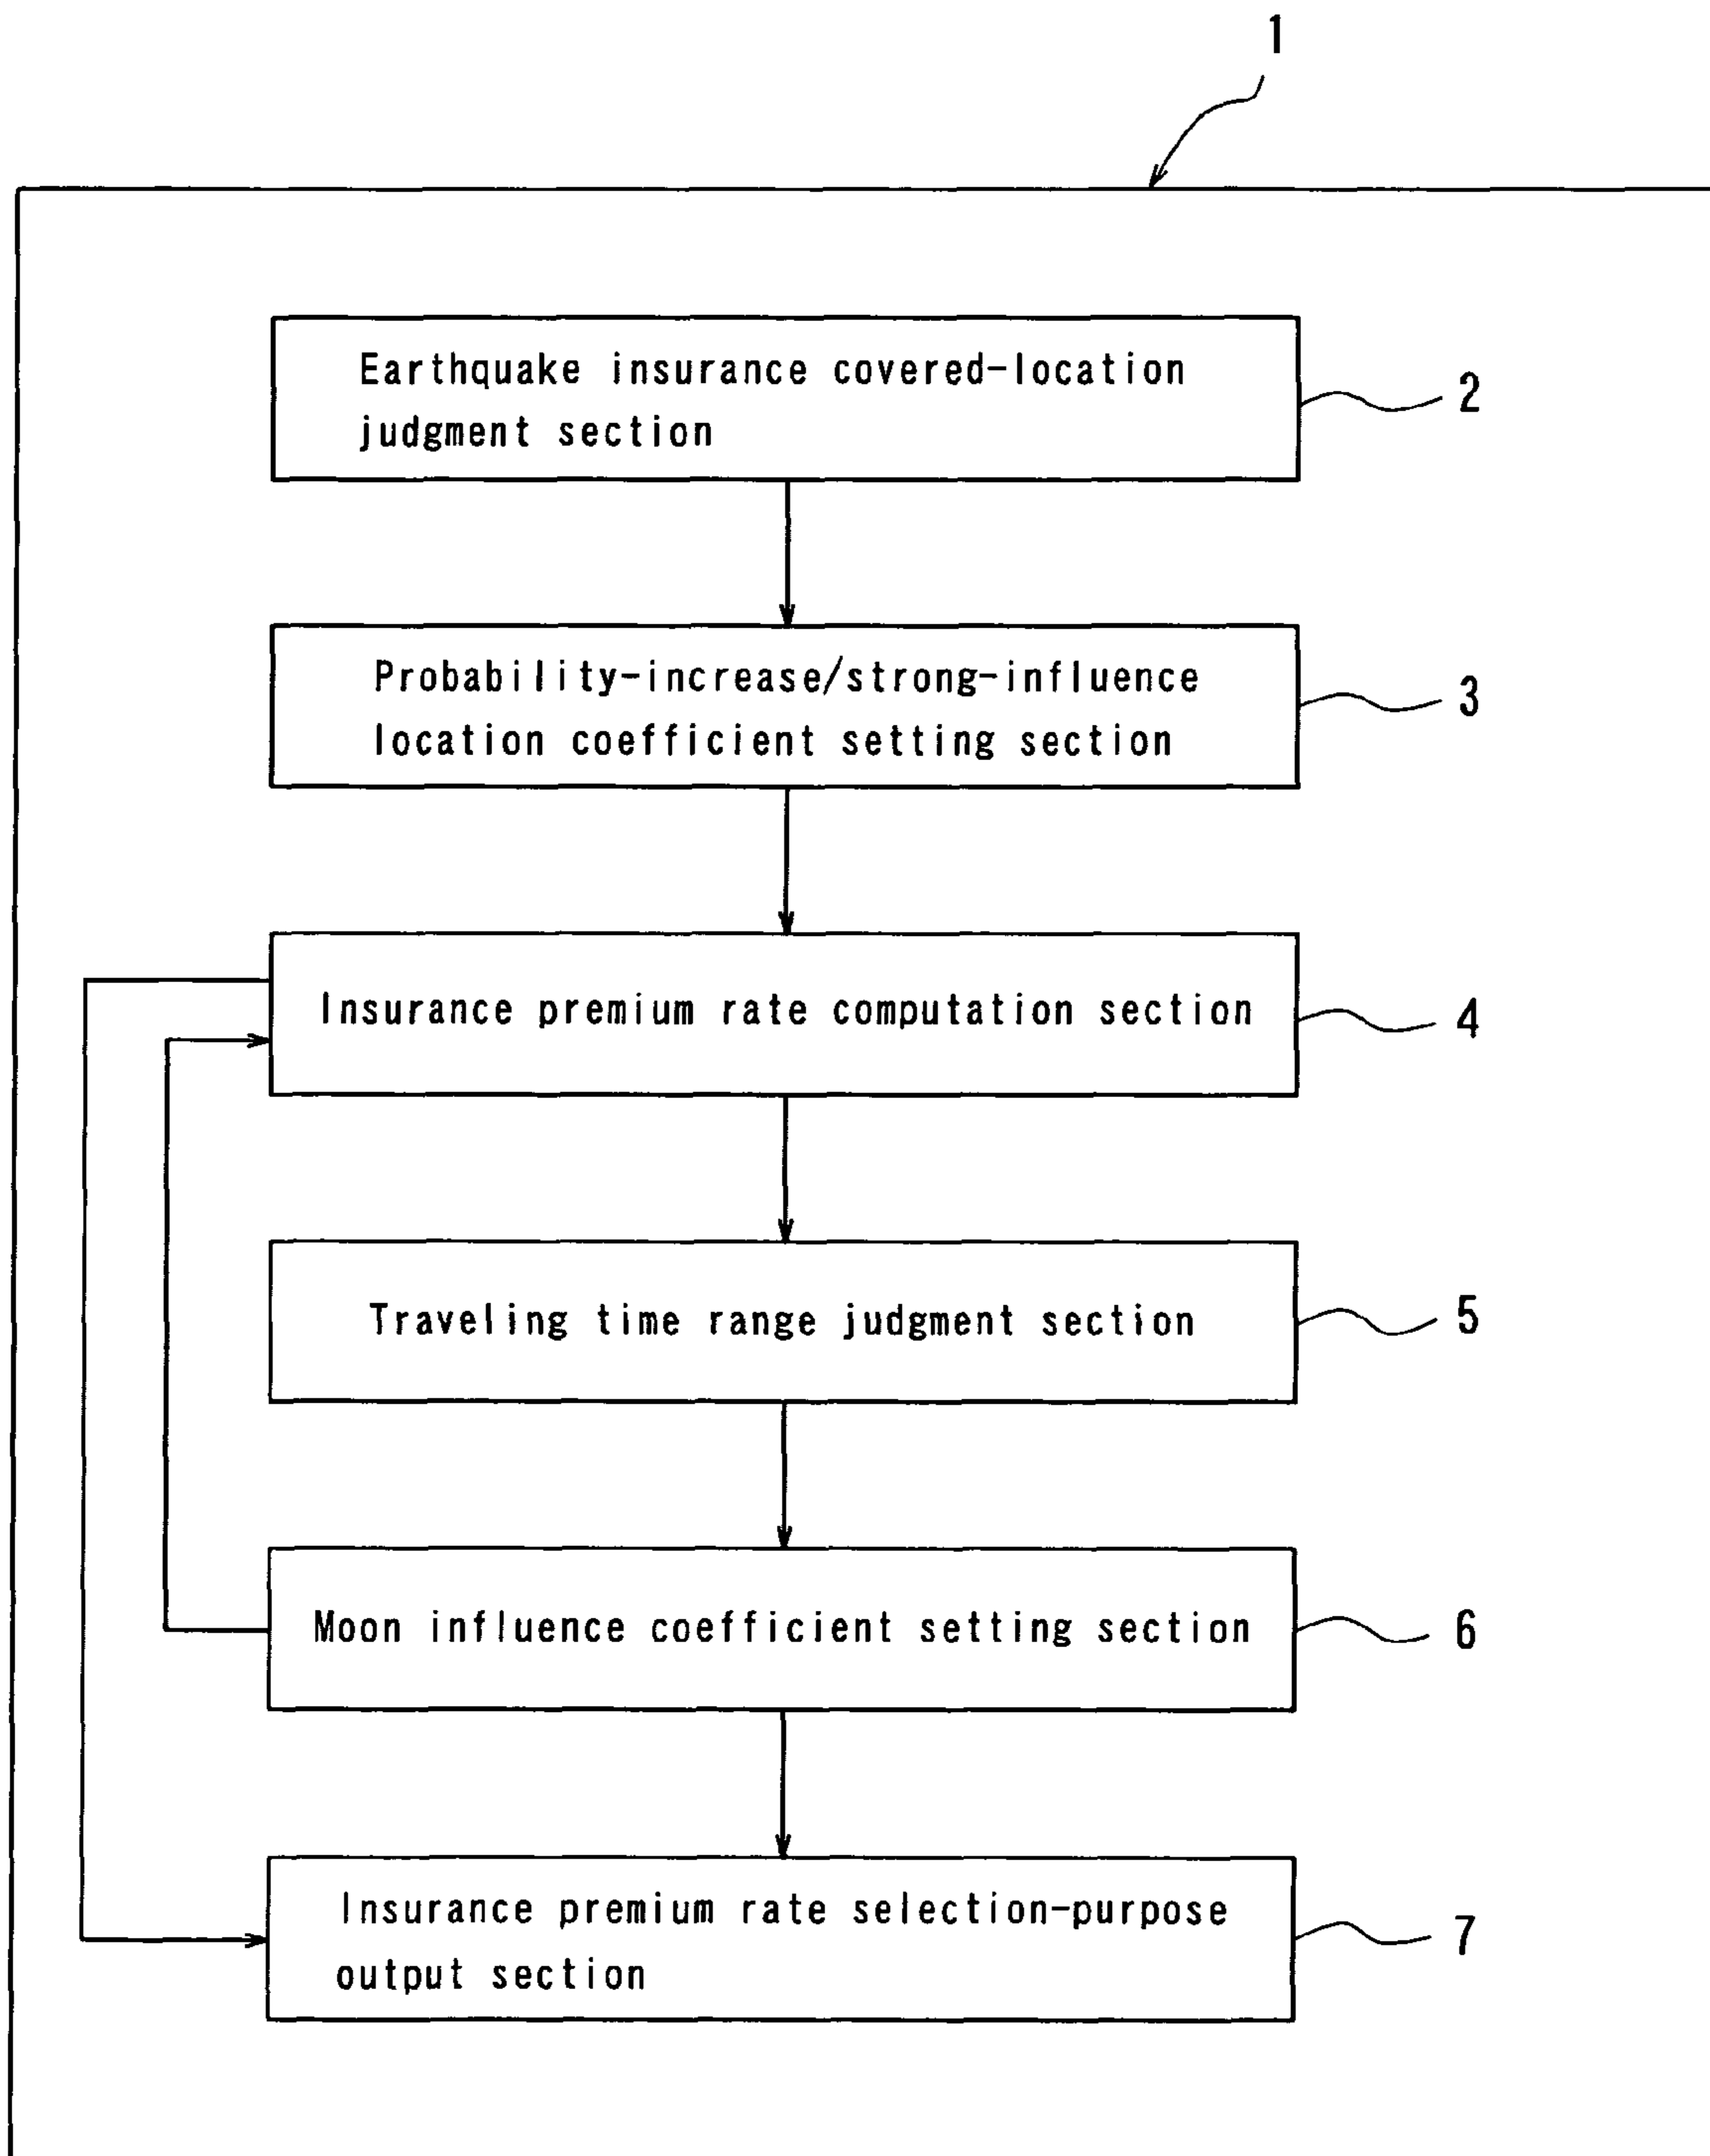 1
Earthquake insurance covered-location
judgment section
2
Probability-increase/strong-influence
location coefficient setting section
3
Insurance premium rate computation section
4
Traveling time range judgment section
5
Moon influence coefficient setting section
6
Insurance premium rate selection-purpose
output section
7